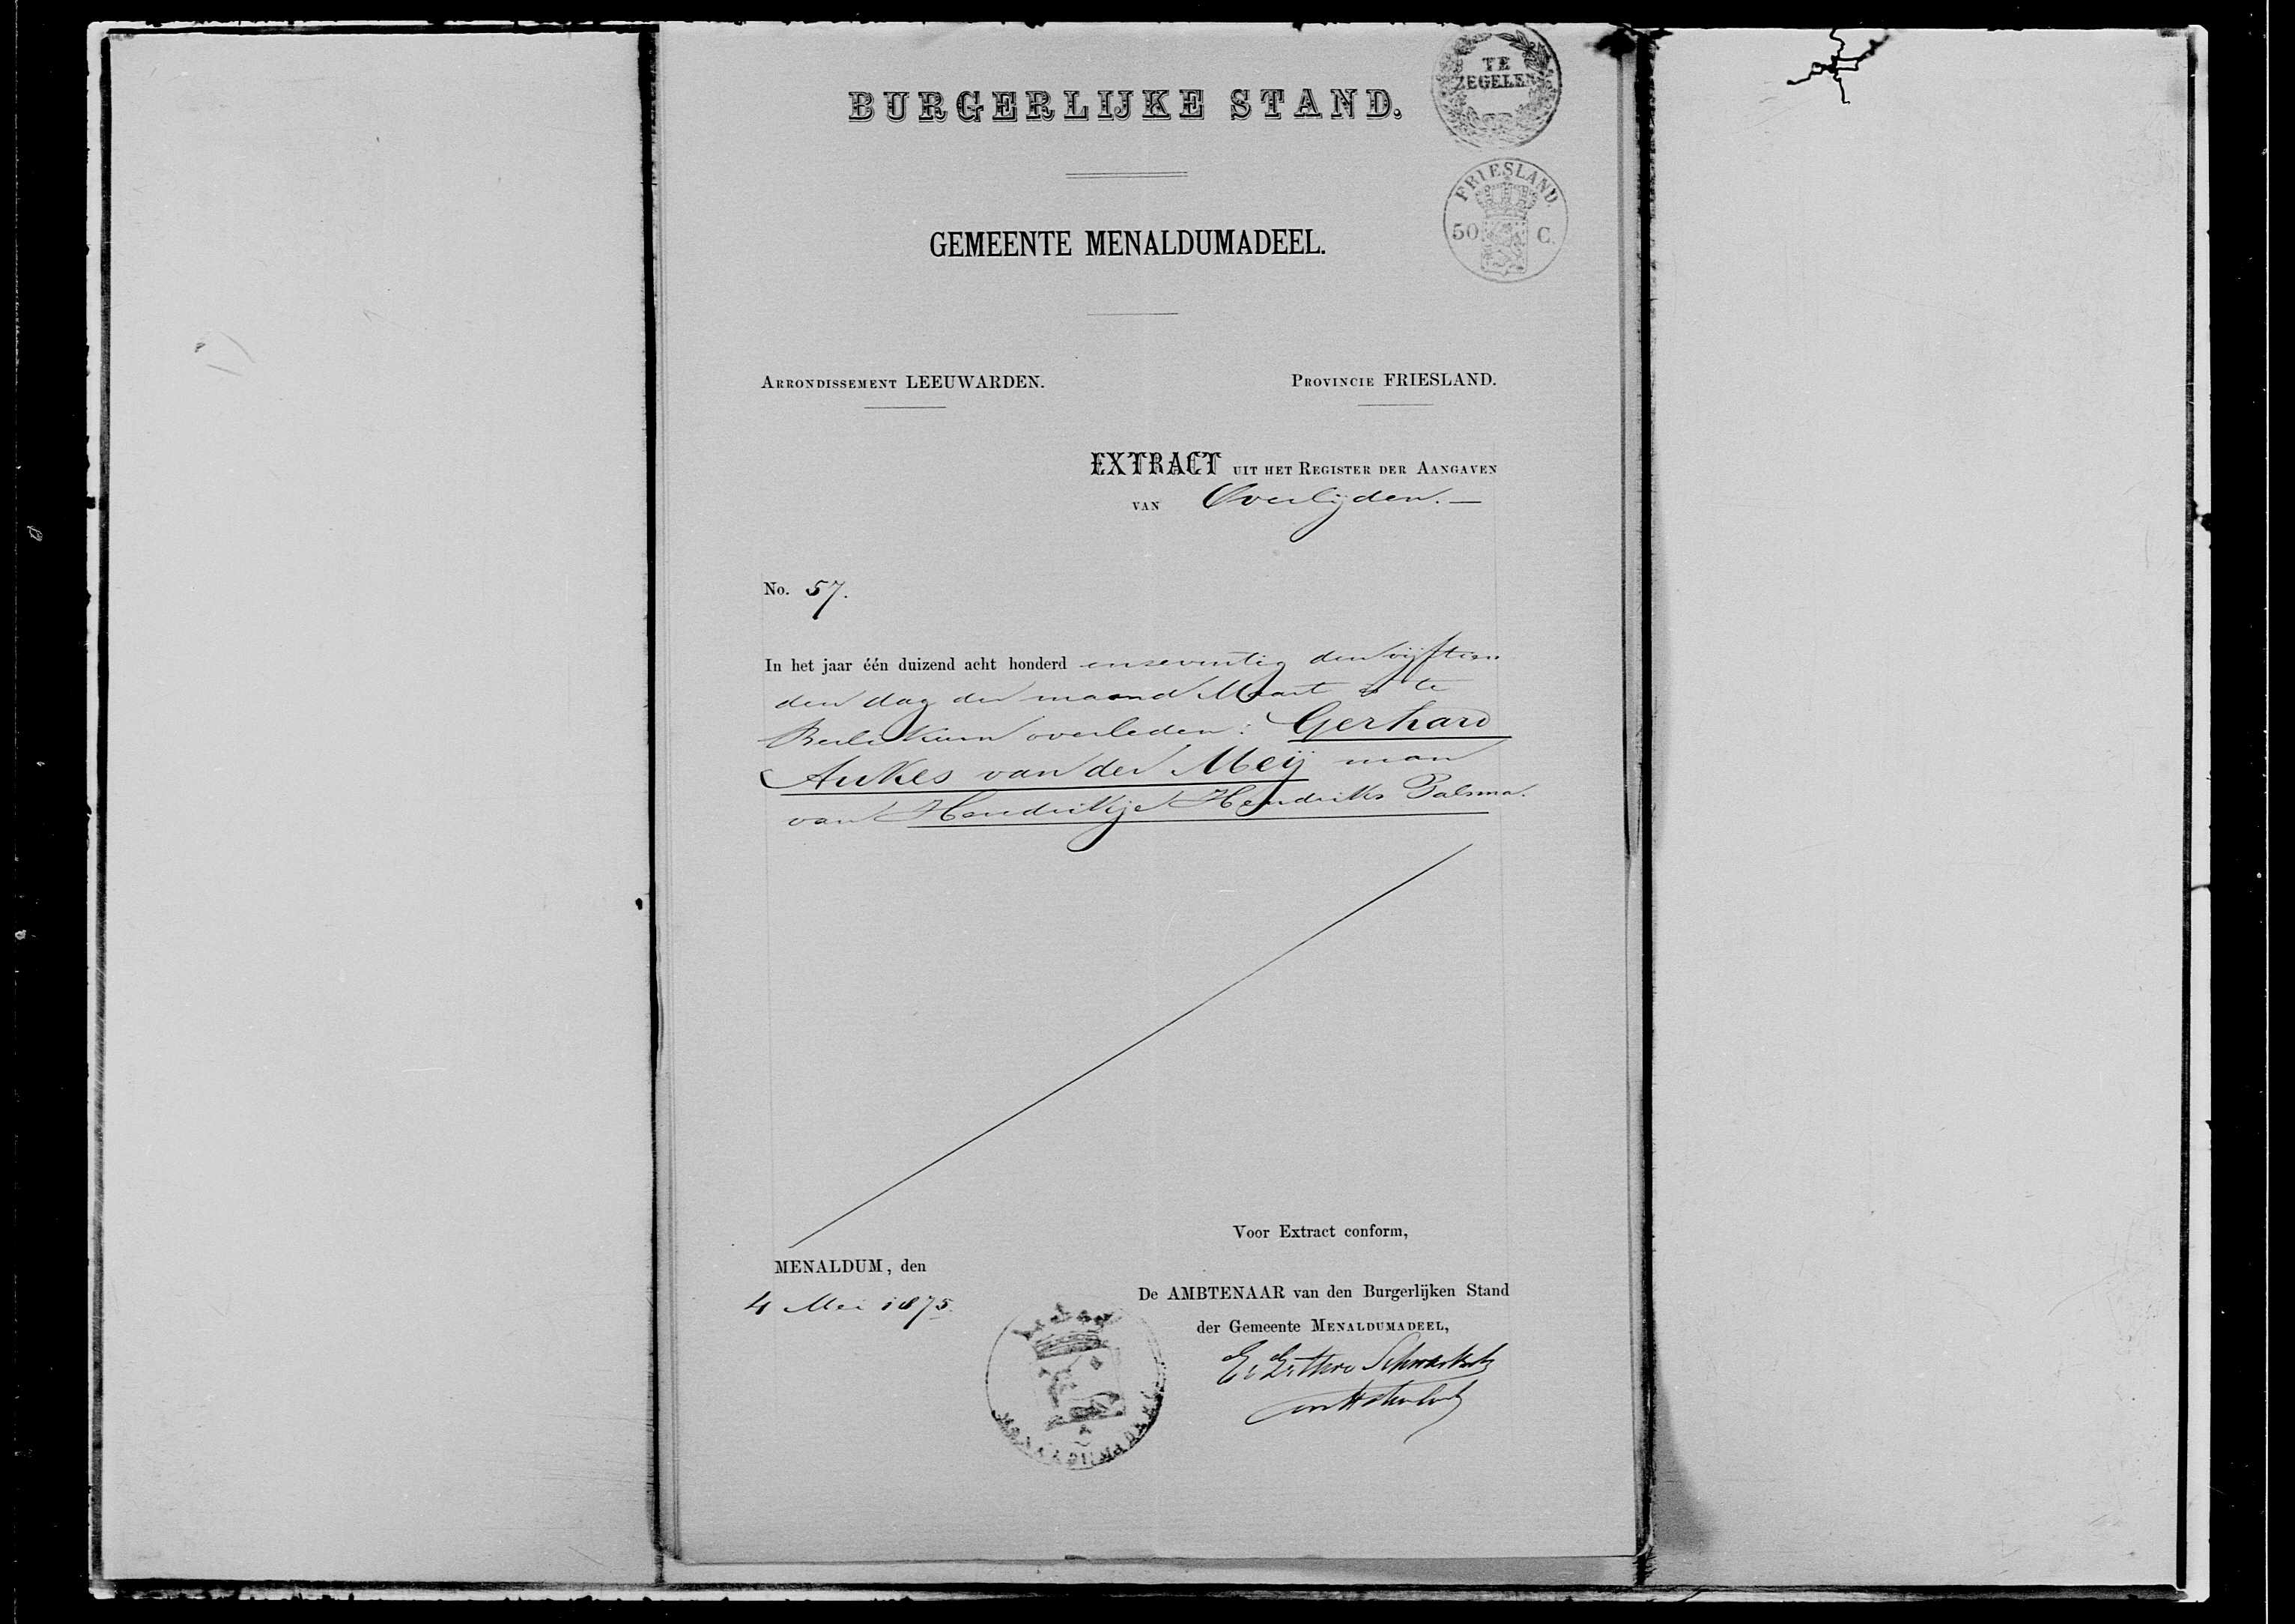 BURGERLIJKE STAND.
TE
ZEGELEN
FRIESLAND
50 C.
GEMEENTE MENALDUMADEEL.
ARRONDISSEMENT LEEUWARDEN.
PROVINCIE FRIESLAND.
EXTRACT UIT HET REGISTER DER AANGAVEN
VAN Overlijden. —
No. 57.
In het jaar één duizend acht honderd en seventig den vijftien
den dag der maand Maart is te
Berlikum overleden: Gerhard
Aukes van der Meij man
van Hendrikje Hendriks Palsma.
Voor Extract conform,
MENALDUM, den
4 Mei 1875.
De AMBTENAAR van den Burgerlijken Stand
der Gemeente MENALDUMADEEL,